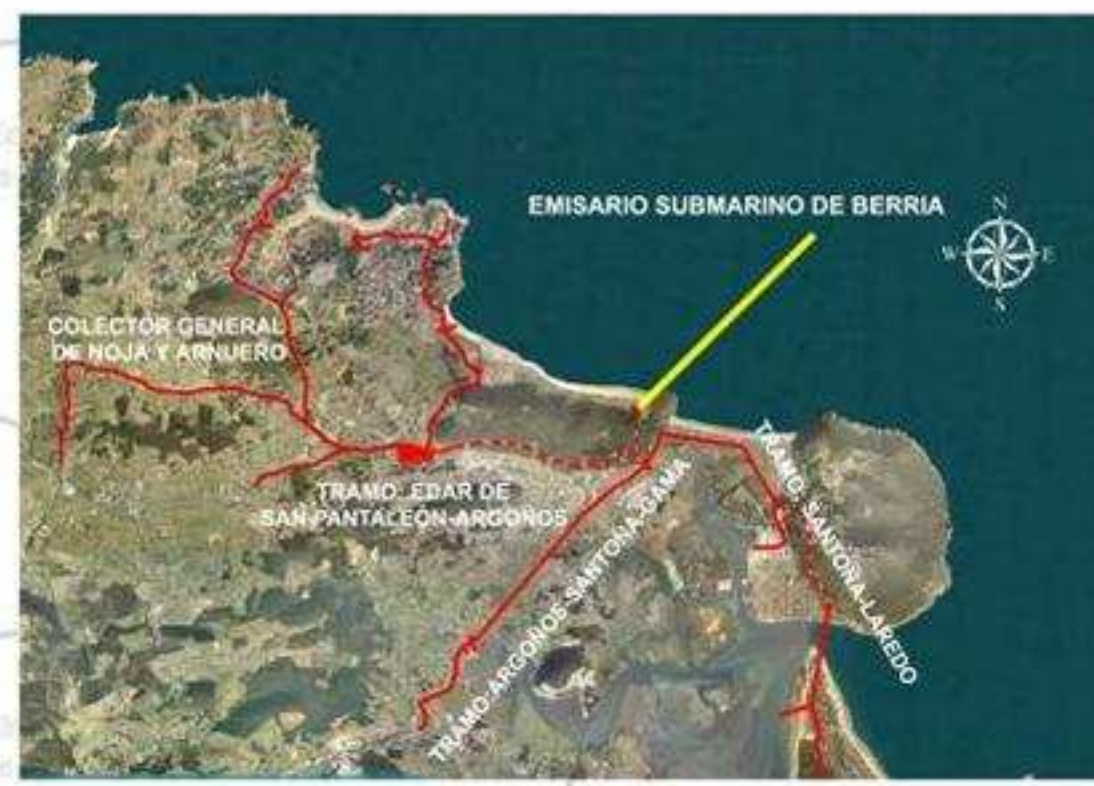 EMISARIO SUBMARINO DE BERRIA
N
W
E
S
COLECTOR GENERAL
DE NOJA Y ARNUERO
TRAMO: EDAR DE
SAN PANTALEÓN-ARGOÑOS
TRAMO: ARGOÑOS-SANTOÑA-GAMA
TRAMO: SANTOÑA-LAREDO